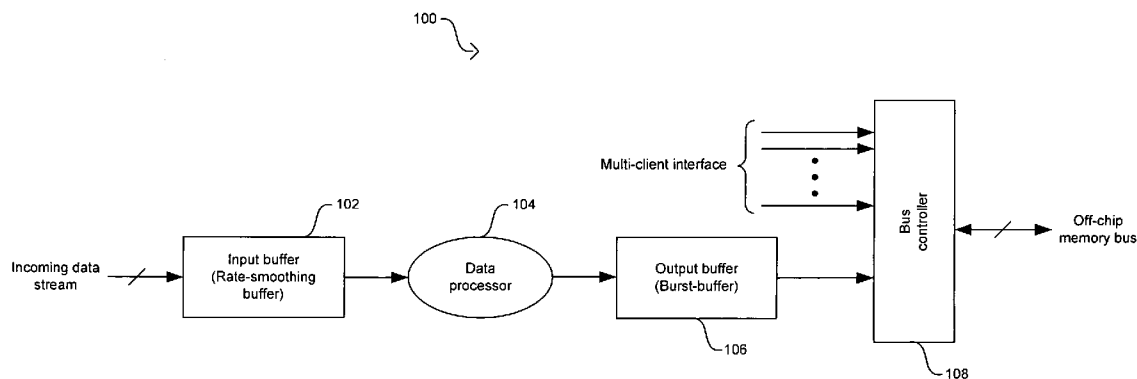 100
Multi-client interface
Bus
controller
Off-chip
memory bus
102
104
Incoming data
stream
Input buffer
(Rate-smoothing
buffer)
Data
processor
Output buffer
(Burst-buffer)
106
108